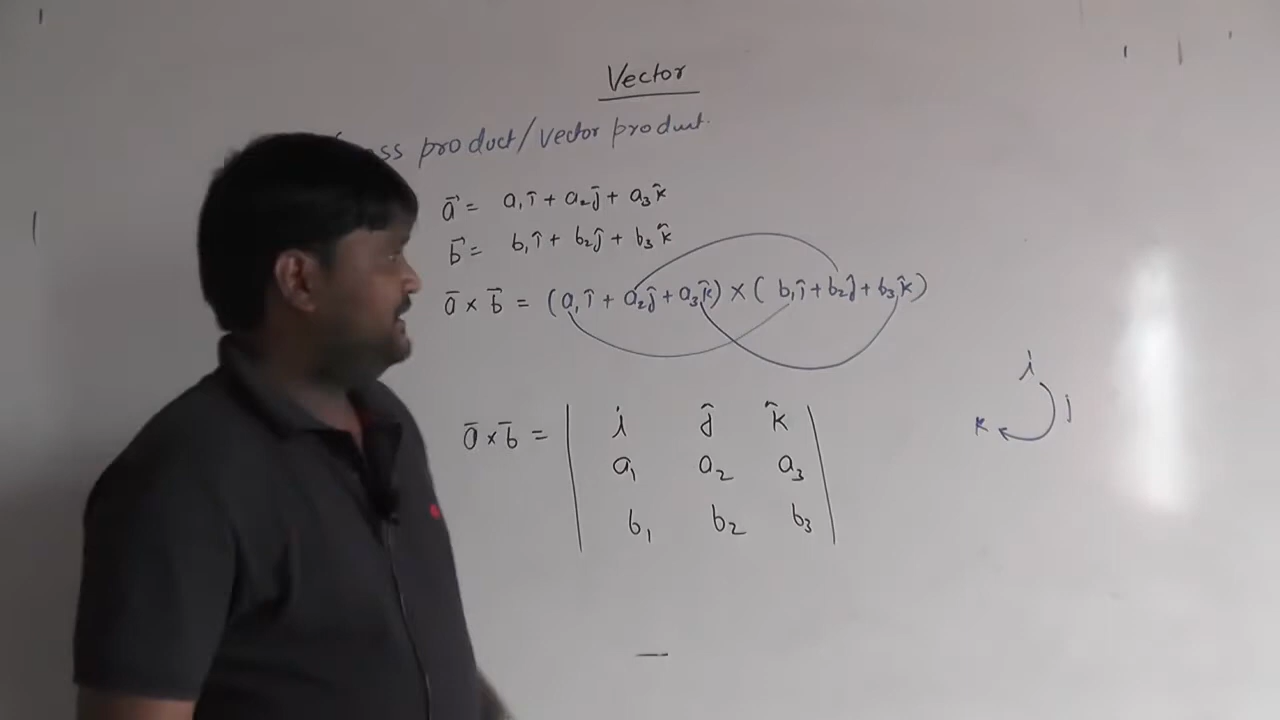 Vector
product/vector product.
a⃗ = a₁î + a₂ĵ + a₃k̂
b⃗ = b₁î + b₂ĵ + b₃k̂
a̅ × b⃗ = (a₁î + a₂ĵ + a₃k̂) × ( b₁î + b₂ĵ + b₃k̂)
a̅ × b̅ = | i ĵ k̂ |
a₁ a₂ a₃
b₁ b₂ b₃
i
j
k